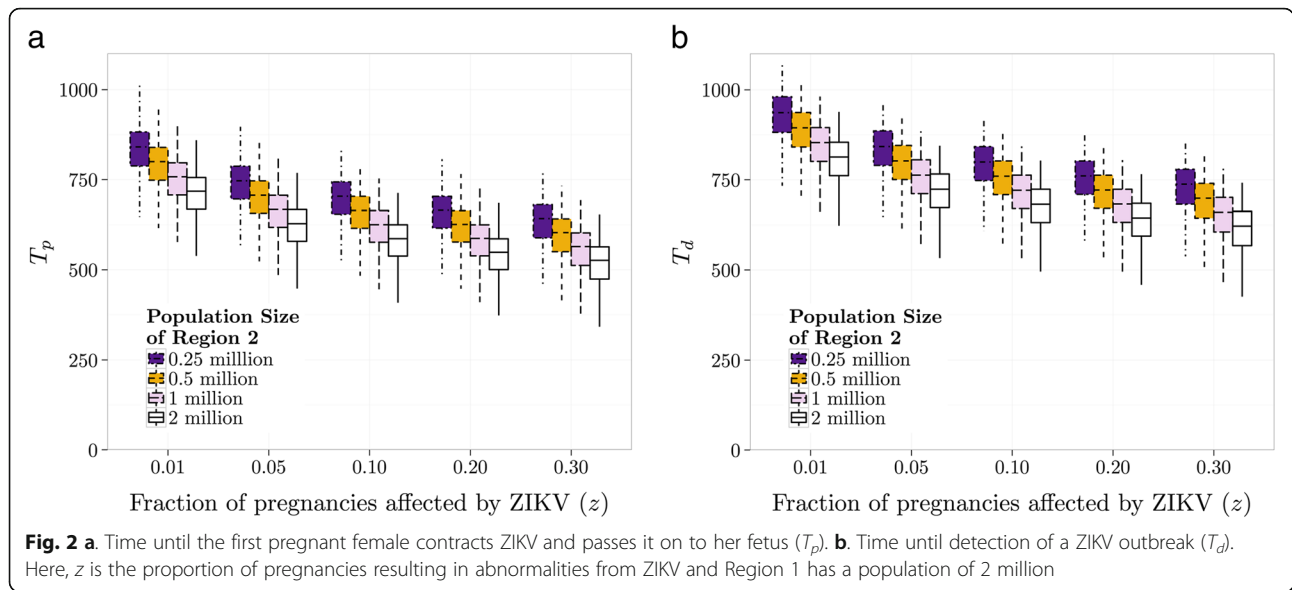 a
1000
750
500
250
0
T_p
Population Size
of Region 2
0.25 milllion
0.5 million
1 million
2 million
0.01 0.05 0.10 0.20 0.30
Fraction of pregnancies affected by ZIKV (z)
b
1000
750
500
250
0
T_d
Population Size
of Region 2
0.25 million
0.5 million
1 million
2 million
0.01 0.05 0.10 0.20 0.30
Fraction of pregnancies affected by ZIKV (z)
Fig. 2 a. Time until the first pregnant female contracts ZIKV and passes it on to her fetus (T_p). b. Time until detection of a ZIKV outbreak (T_d).
Here, z is the proportion of pregnancies resulting in abnormalities from ZIKV and Region 1 has a population of 2 million